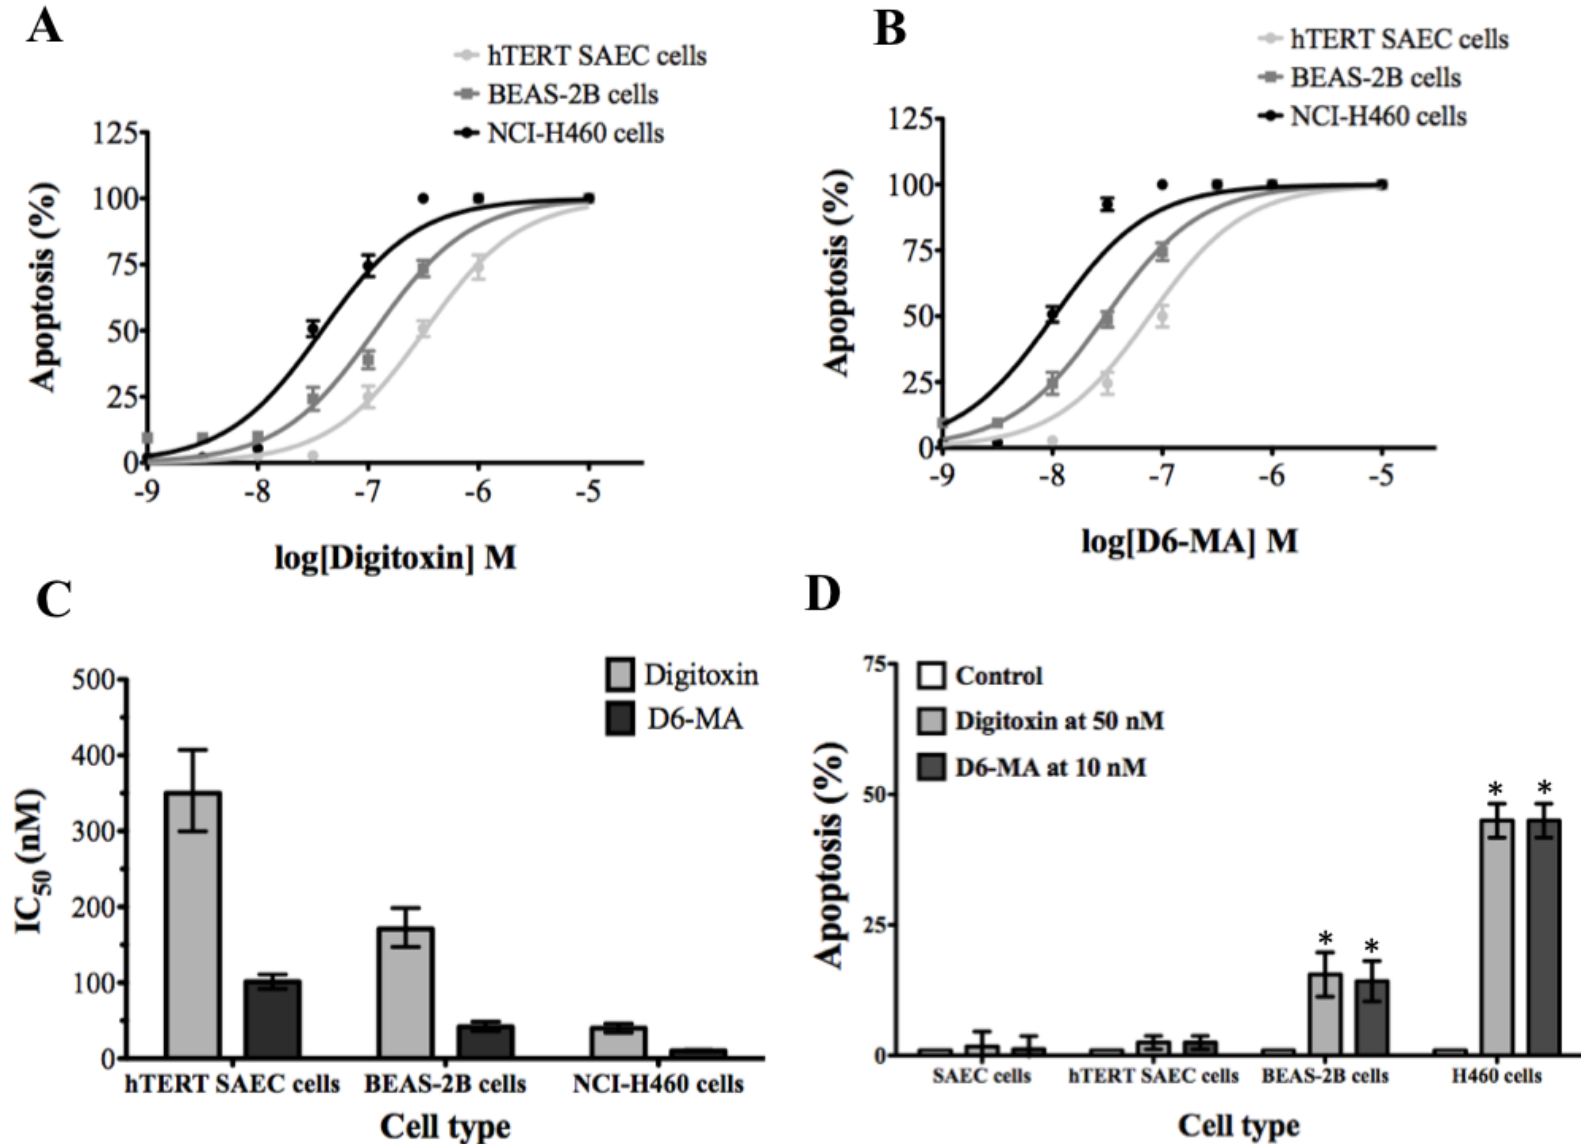 A
hTERT SAEC cells
BEAS-2B cells
NCI-H460 cells
125
100
75
50
25
0
-9 -8 -7 -6 -5
Apoptosis (%)
log[Digitoxin] M
B
hTERT SAEC cells
BEAS-2B cells
NCI-H460 cells
125
100
75
50
25
0
-9 -8 -7 -6 -5
Apoptosis (%)
log[D6-MA] M
C
Digitoxin
D6-MA
500
400
300
200
100
0
IC50 (nM)
hTERT SAEC cells BEAS-2B cells NCI-H460 cells
Cell type
D
Control
Digitoxin at 50 nM
D6-MA at 10 nM
75
50
25
0
Apoptosis (%)
* *
* *
SAEC cells hTERT SAEC cells BEAS-2B cells H460 cells
Cell type